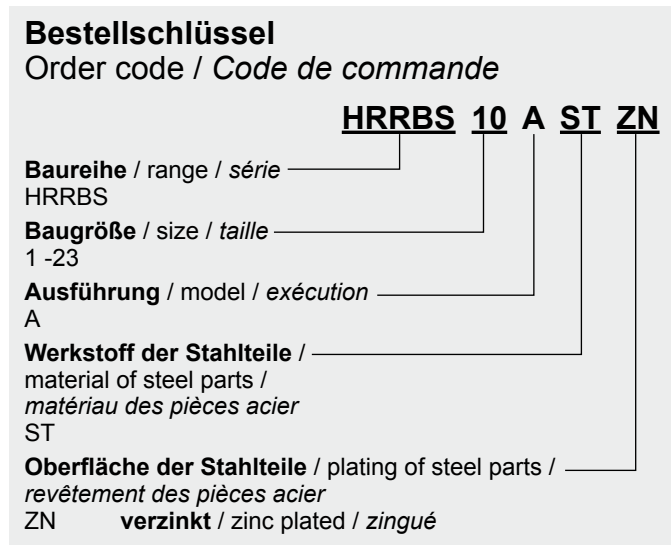 Bestellschlüssel
Order code / Code de commande
HRRBS 10 A ST ZN
Baureihe / range / série
HRRBS
Baugröße / size / taille
1 -23
Ausführung / model / exécution
A
Werkstoff der Stahlteile /
material of steel parts /
matériau des pièces acier
ST
Oberfläche der Stahlteile / plating of steel parts /
revêtement des pièces acier
ZN verzinkt / zinc plated / zingué